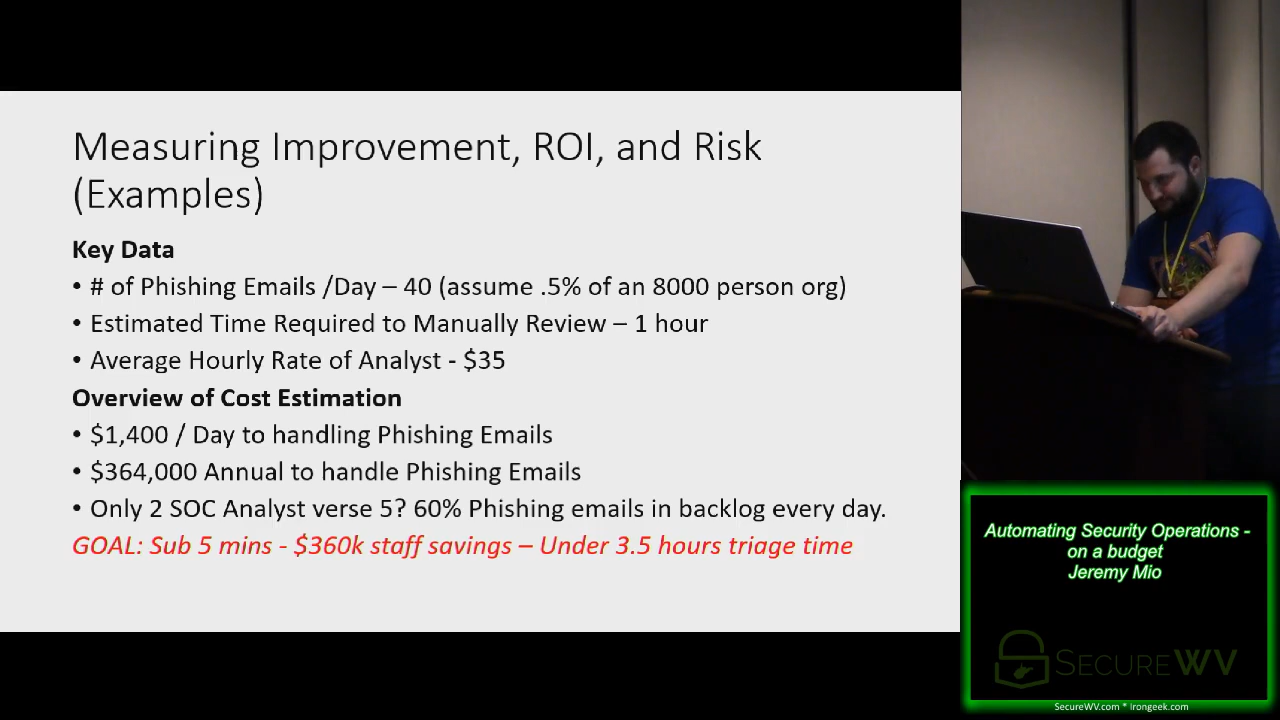 Measuring Improvement, ROI, and Risk
(Examples)
Key Data
• # of Phishing Emails /Day – 40 (assume .5% of an 8000 person org)
• Estimated Time Required to Manually Review – 1 hour
• Average Hourly Rate of Analyst - $35
Overview of Cost Estimation
• $1,400 / Day to handling Phishing Emails
• $364,000 Annual to handle Phishing Emails
• Only 2 SOC Analyst verse 5? 60% Phishing emails in backlog every day.
GOAL: Sub 5 mins - $360k staff savings – Under 3.5 hours triage time
Automating Security Operations -
on a budget
Jeremy Mio
SECUREWV
SecureWV.com * Irongeek.com